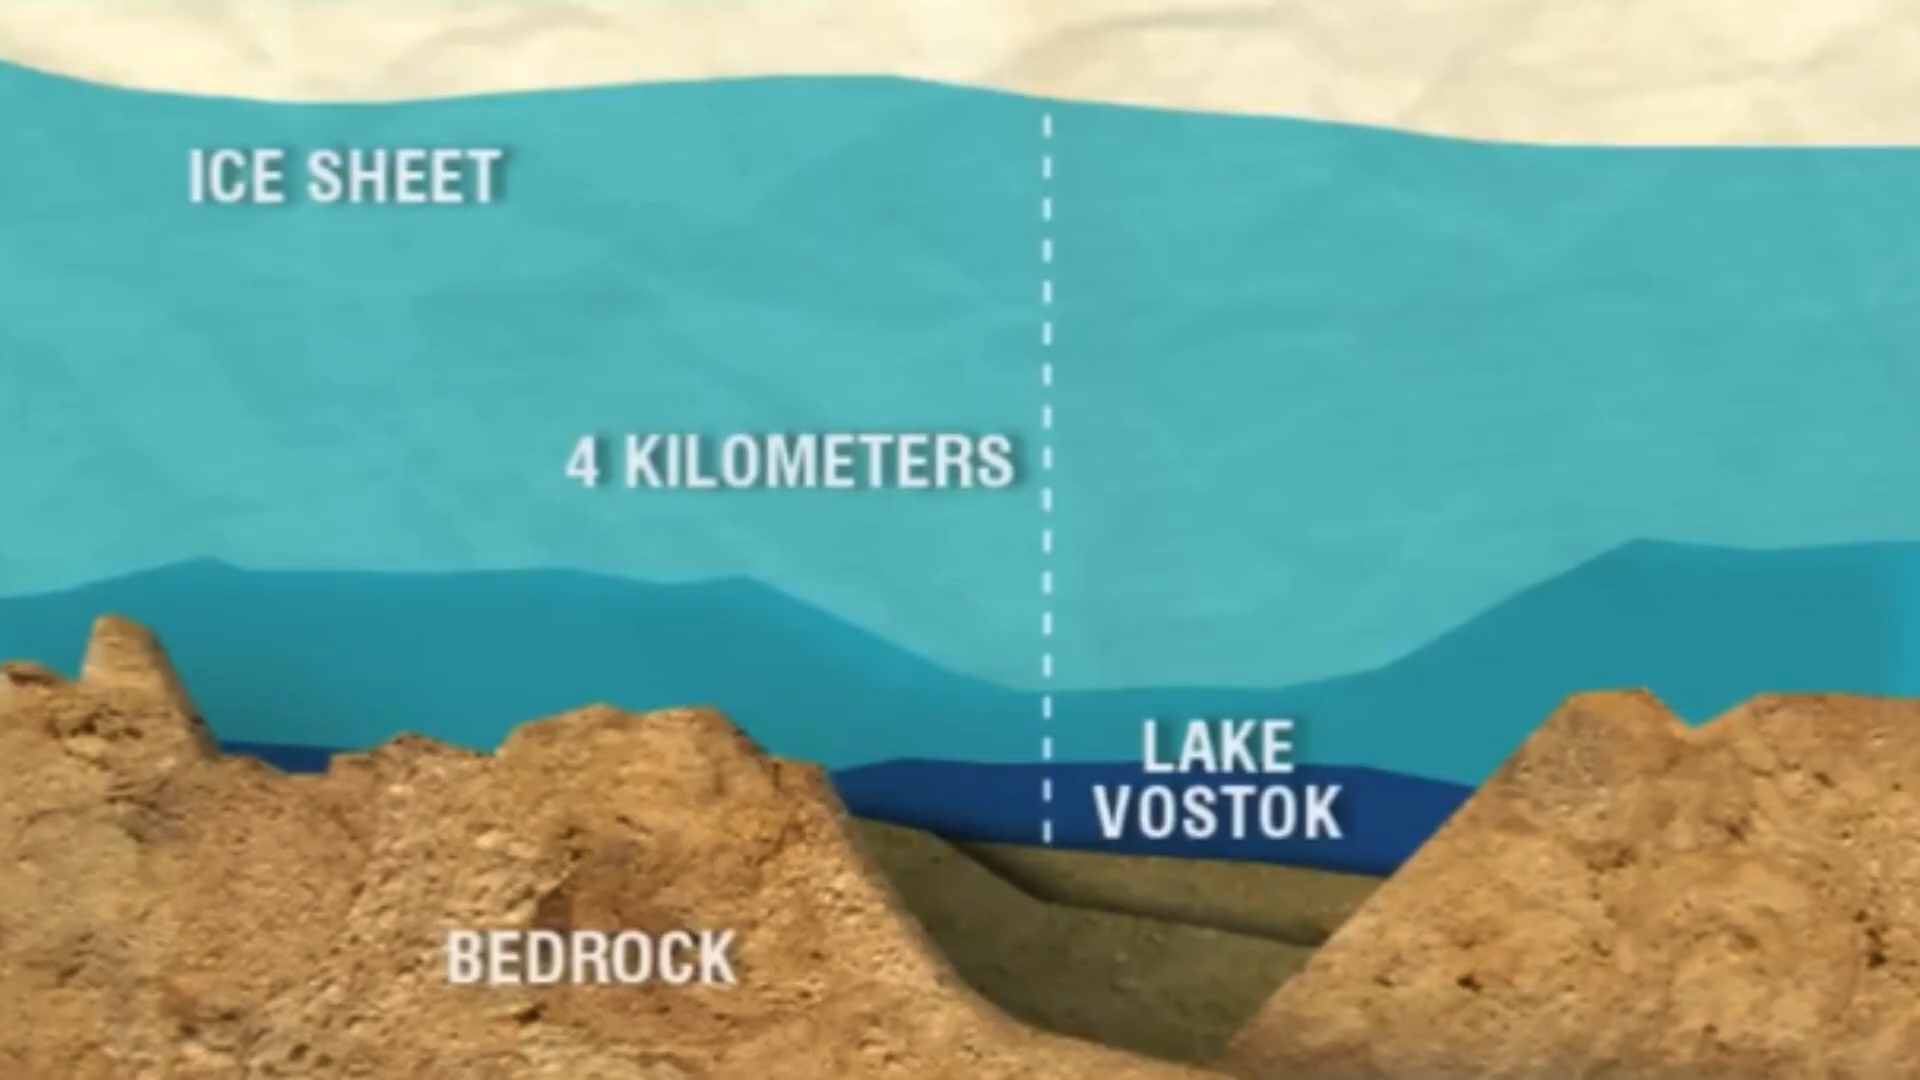 ICE SHEET
4 KILOMETERS
LAKE
VOSTOK
BEDROCK